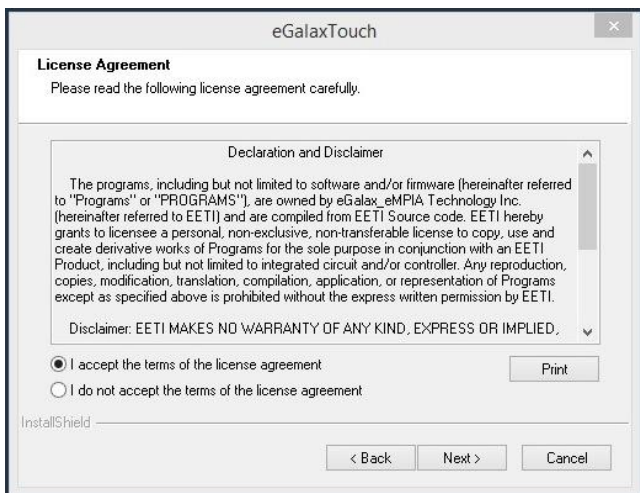 eGalaxTouch
License Agreement
Please read the following license agreement carefully.
Declaration and Disclaimer
The programs, including but not limited to software and/or firmware (hereinafter referred
to "Programs" or "PROGRAMS"), are owned by eGalax_eMPIA Technology Inc.
(hereinafter referred to EETI) and are compiled from EETI Source code. EETI hereby
grants to licensee a personal, non-exclusive, non-transferable license to copy, use and
create derivative works of Programs for the sole purpose in conjunction with an EETI
Product, including but not limited to integrated circuit and/or controller. Any reproduction,
copies, modification, translation, compilation, application, or representation of Programs
except as specified above is prohibited without the express written permission by EETI.
Disclaimer: EETI MAKES NO WARRANTY OF ANY KIND, EXPRESS OR IMPLIED,
I accept the terms of the license agreement
Print
I do not accept the terms of the license agreement
InstallShield
< Back
Next >
Cancel